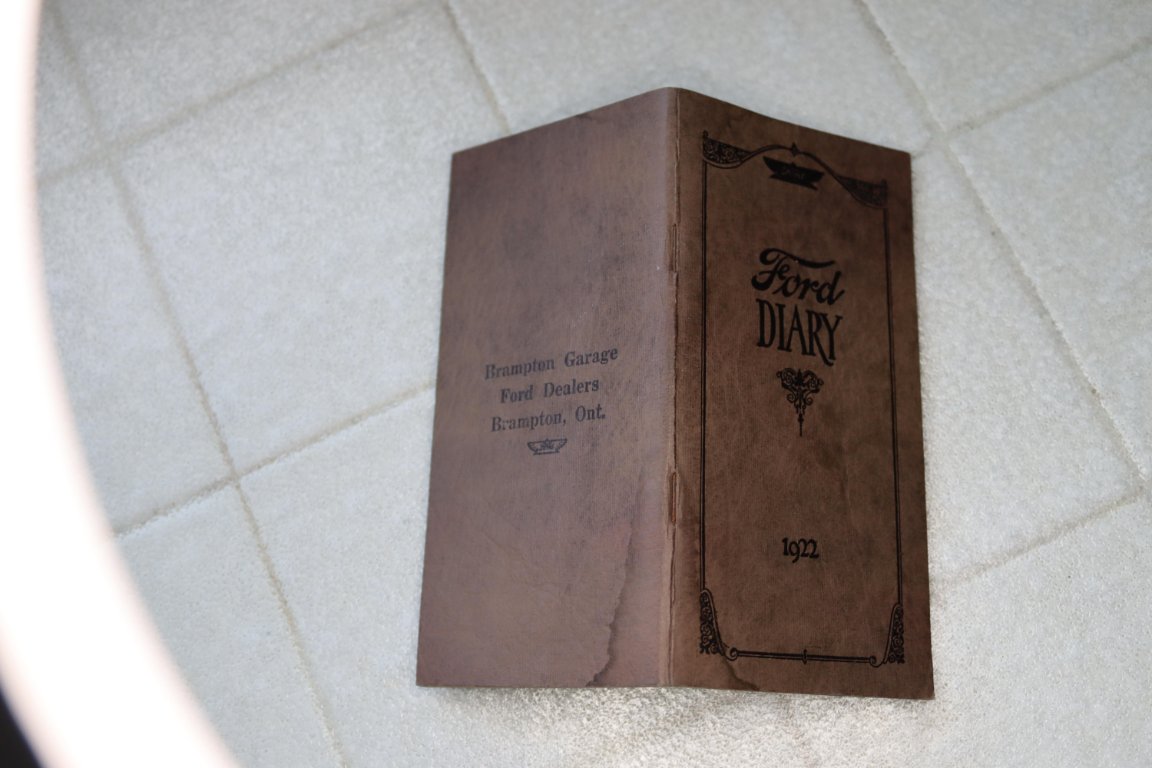 Brampton Garage
Ford Dealers
Brampton, Ont.
Ford
DIARY
1922